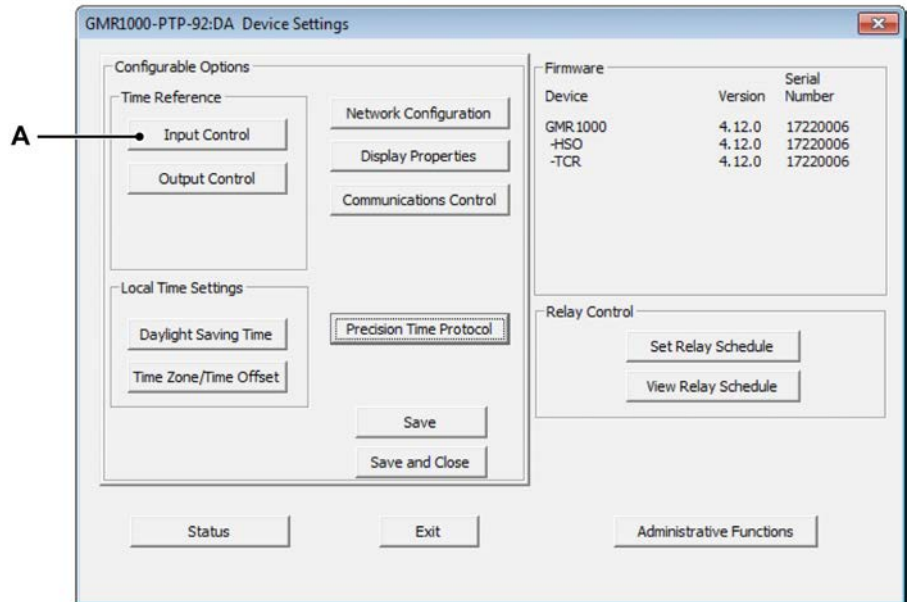 GMR1000-PTP-92:DA Device Settings
Configurable Options
Time Reference
A
Input Control
Output Control
Network Configuration
Display Properties
Communications Control
Local Time Settings
Daylight Saving Time
Time Zone/Time Offset
Precision Time Protocol
Save
Save and Close
Firmware
Device Version Serial Number
GMR1000 4.12.0 17220006
-HSO 4.12.0 17220006
-TCR 4.12.0 17220006
Relay Control
Set Relay Schedule
View Relay Schedule
Status
Exit
Administrative Functions